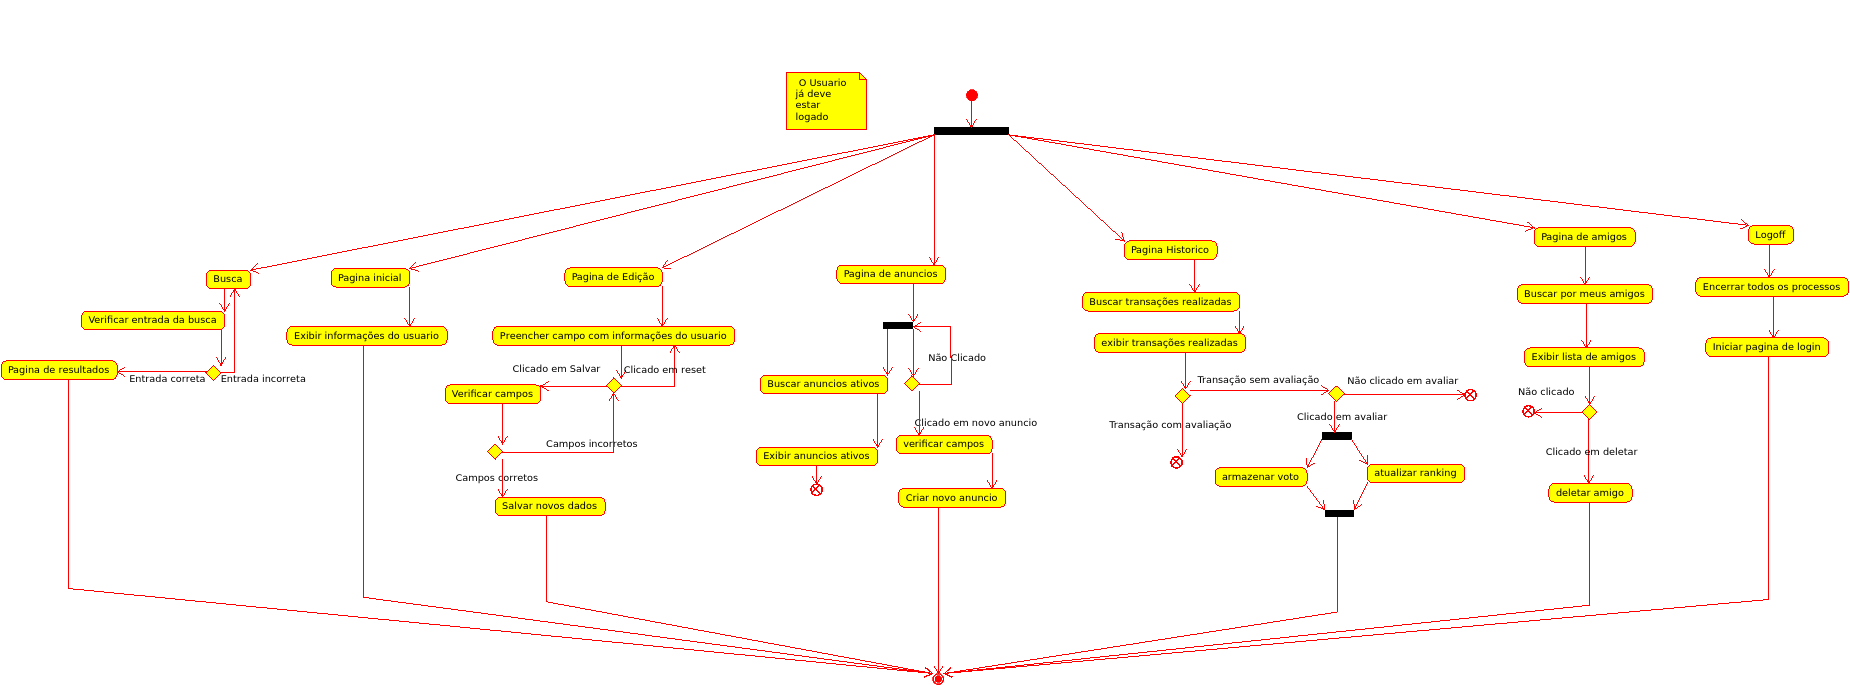 O Usuario
já deve
estar
logado
Busca
Verificar entrada da busca
Pagina de resultados
Entrada correta
Entrada incorreta
Pagina inicial
Exibir informações do usuario
Pagina de Edição
Preencher campo com informações do usuario
Clicado em Salvar
Clicado em reset
Verificar campos
Campos incorretos
Campos corretos
Salvar novos dados
Pagina de anuncios
Não Clicado
Buscar anuncios ativos
Clicado em novo anuncio
Exibir anuncios ativos
verificar campos
Criar novo anuncio
Pagina Historico
Buscar transações realizadas
exibir transações realizadas
Transação sem avaliação
Não clicado em avaliar
Transação com avaliação
Clicado em avaliar
armazenar voto
atualizar ranking
Pagina de amigos
Buscar por meus amigos
Exibir lista de amigos
Não clicado
Clicado em deletar
deletar amigo
Logoff
Encerrar todos os processos
Iniciar pagina de login